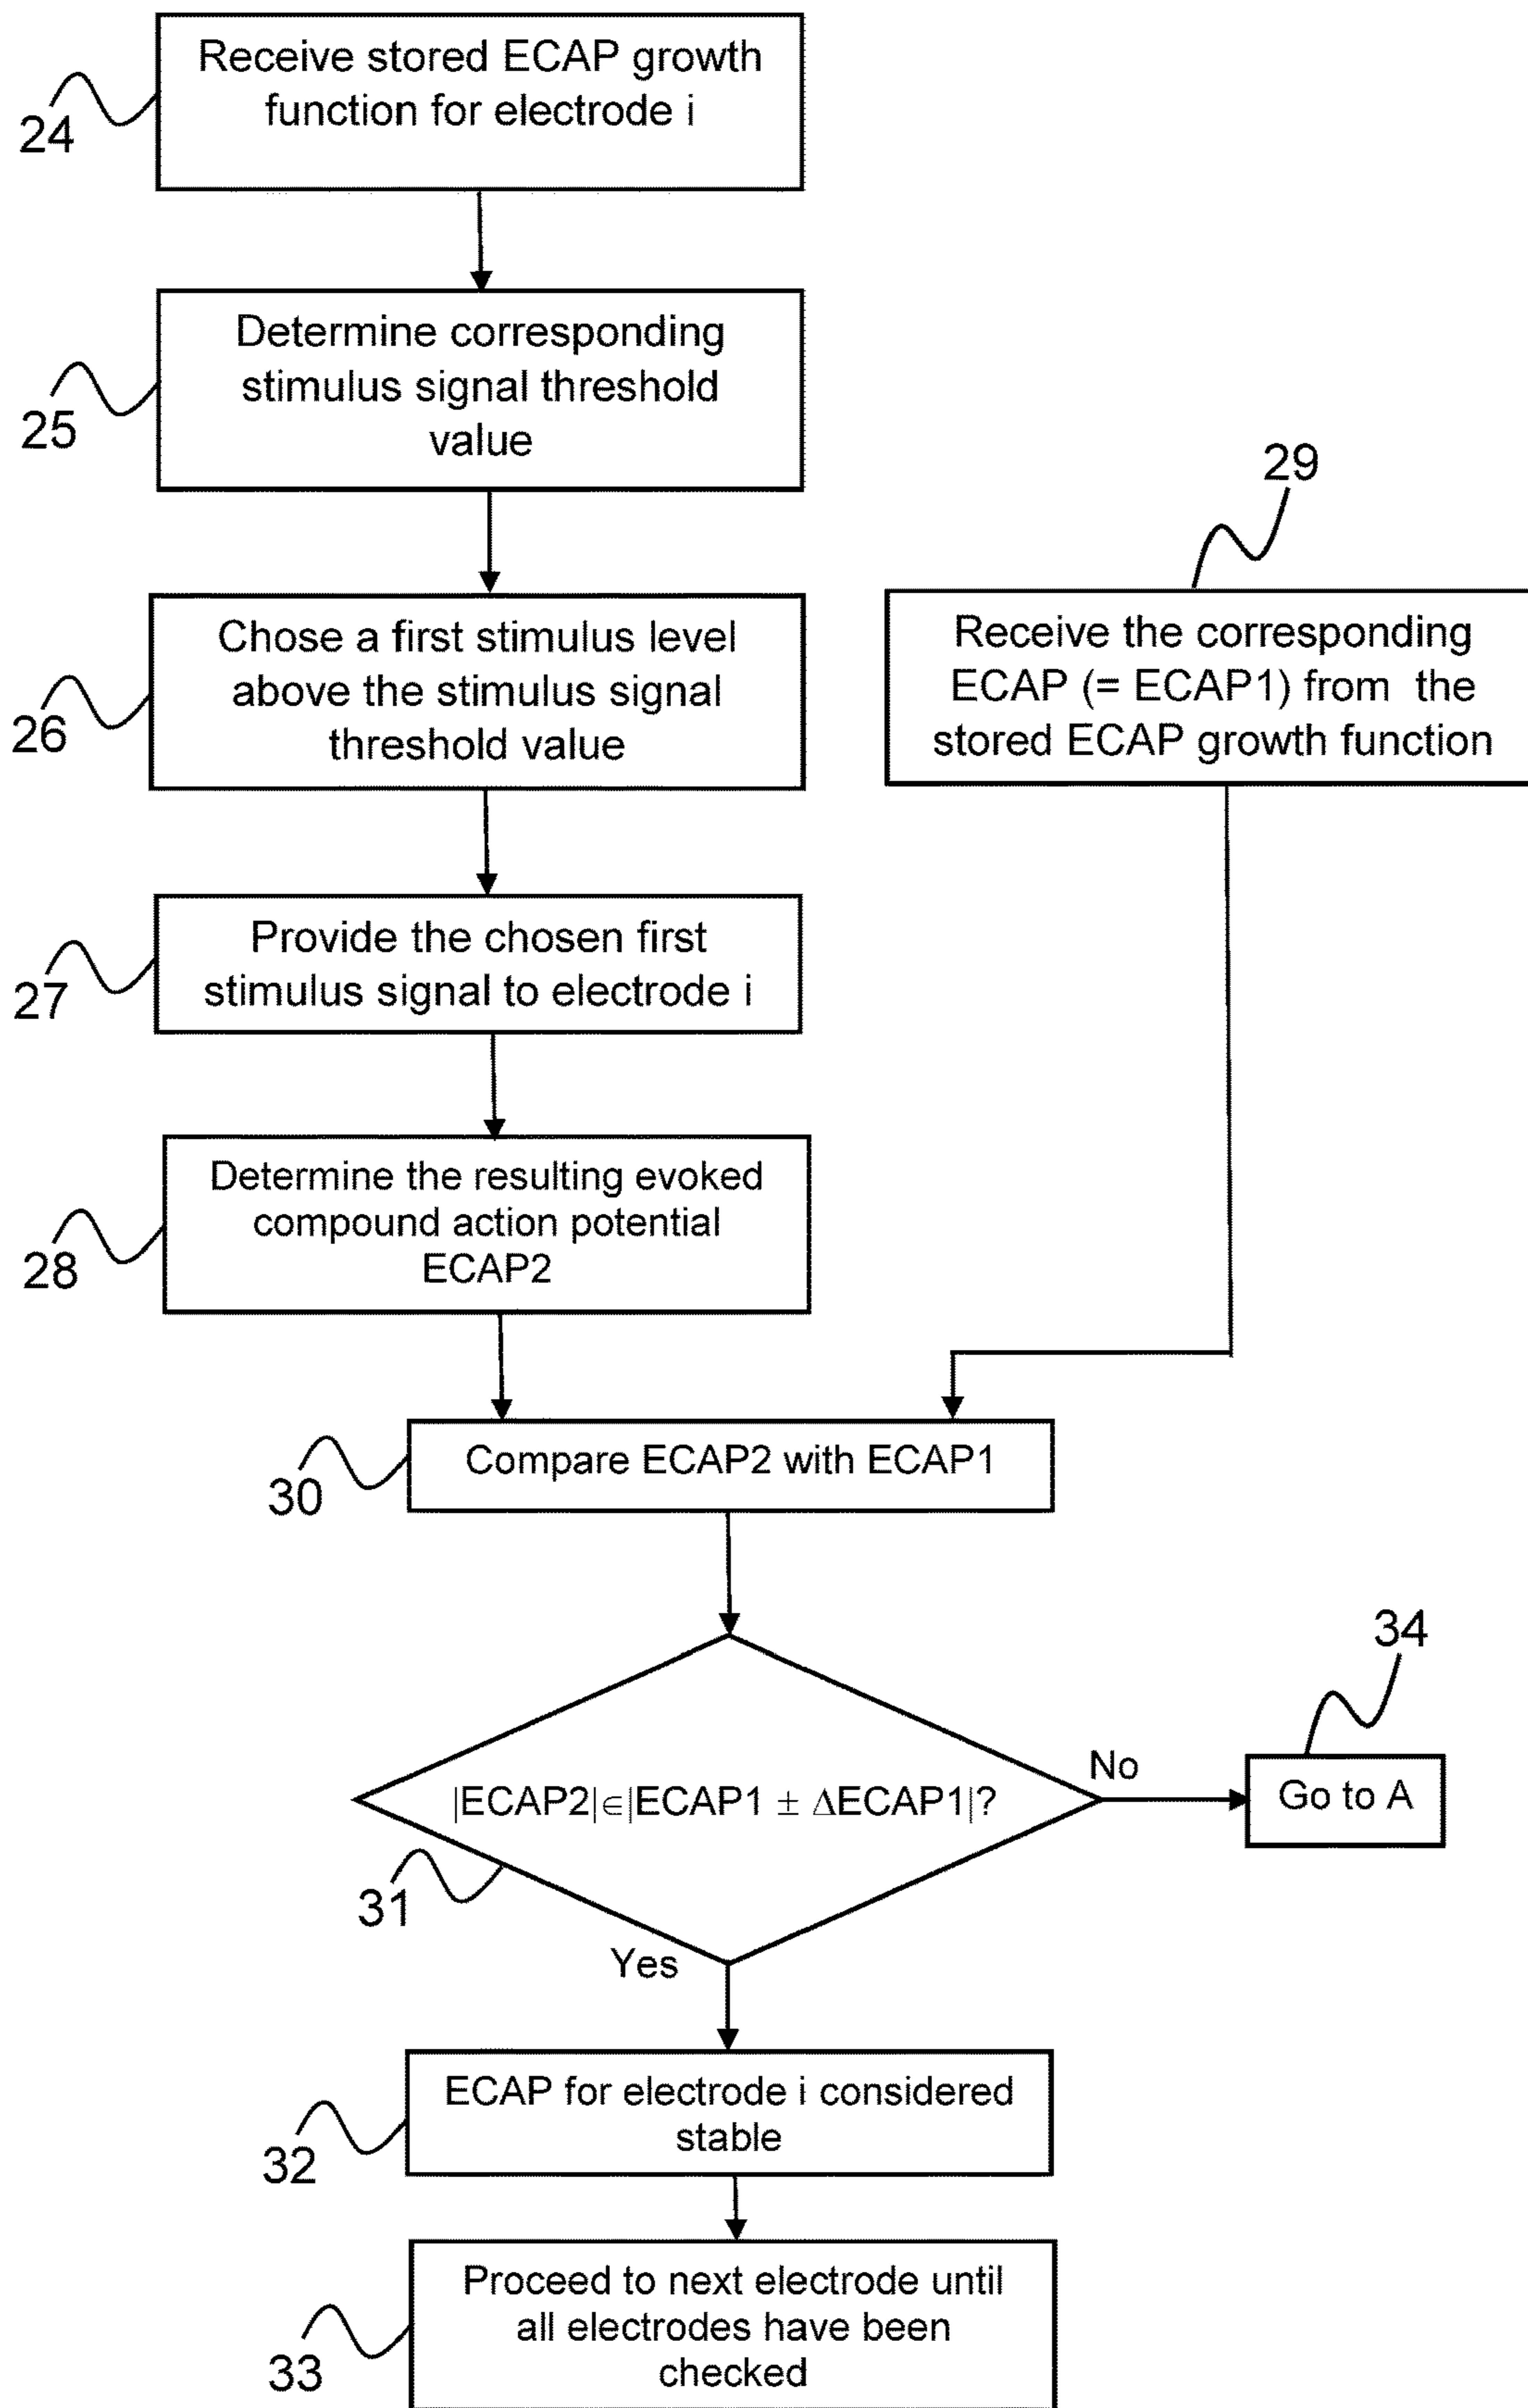 Receive stored ECAP growth
function for electrode i
24
Determine corresponding
stimulus signal threshold
value
25
29
Chose a first stimulus level
above the stimulus signal
threshold value
26
Receive the corresponding
ECAP (= ECAP1) from the
stored ECAP growth function
Provide the chosen first
stimulus signal to electrode i
27
Determine the resulting evoked
compound action potential
ECAP2
28
Compare ECAP2 with ECAP1
30
34
|ECAP2|∈|ECAP1 ± ΔECAP1|?
No
Go to A
31
Yes
ECAP for electrode i considered
stable
32
Proceed to next electrode until
all electrodes have been
checked
33